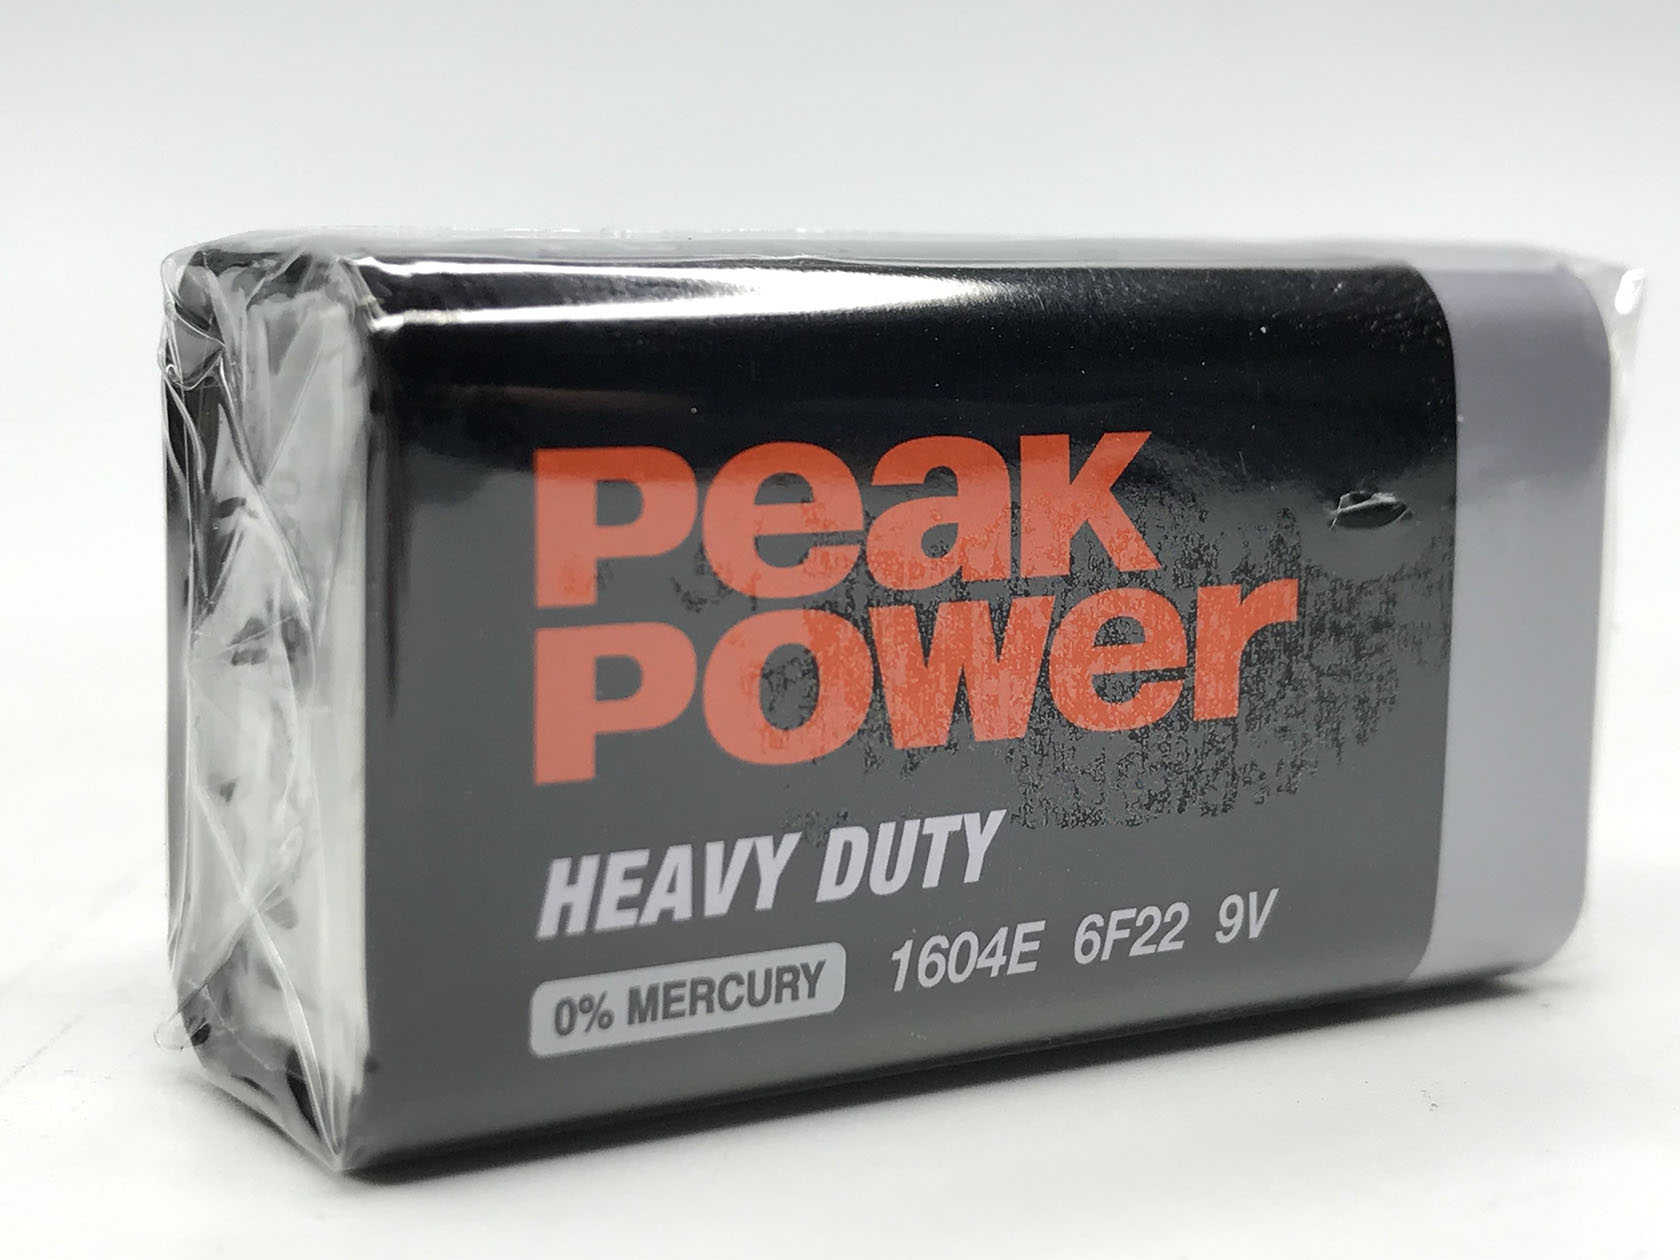 Peak
Power
HEAVY DUTY
0% MERCURY 1604E 6F22 9V